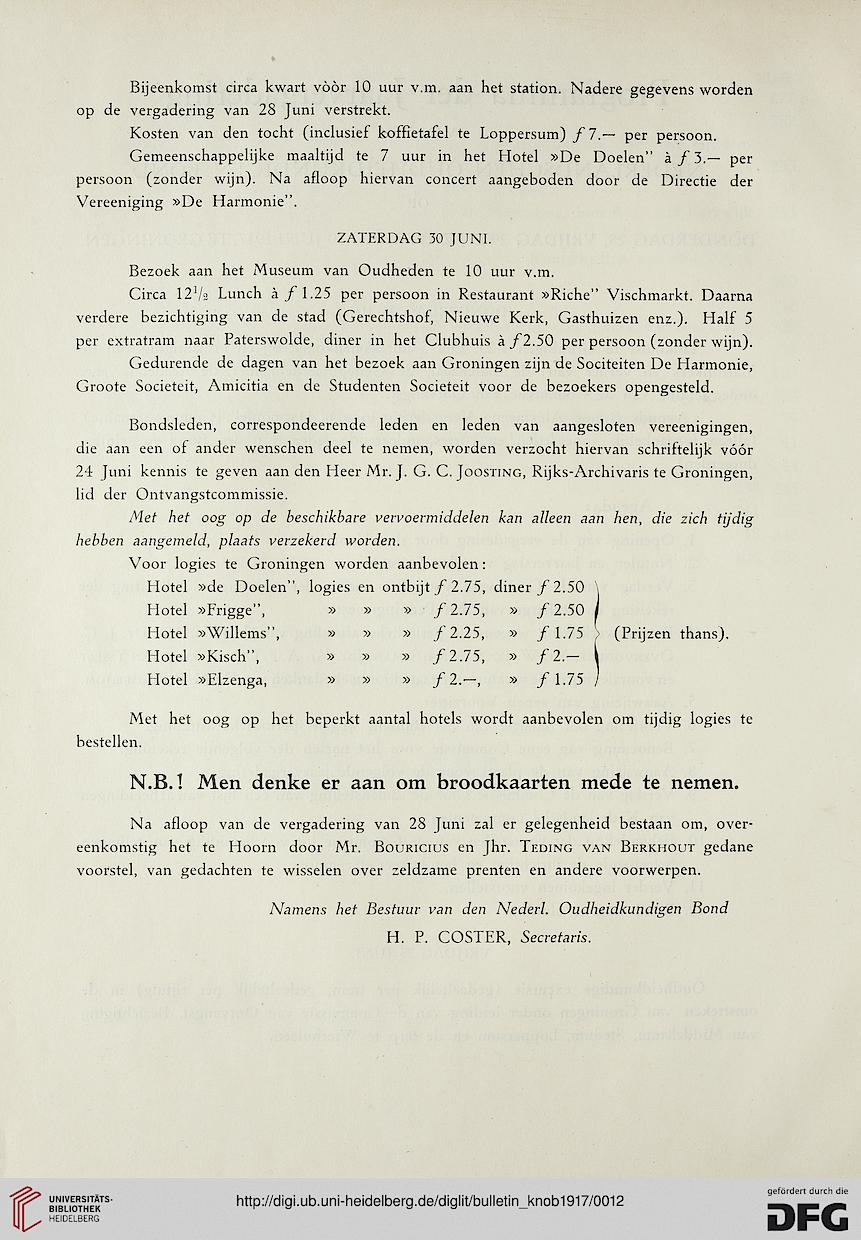 Bijeenkomst circa kwart vòòr 10 uur v.m. aan het station. Nadere gegevens worden
op de vergadering van 28 Juni verstrekt.
Kosten van den tocht (inclusief koffietafel te Loppersum) ƒ 7.— per persoon.
Gemeenschappelijke maaltijd te 7 uur in het Hotel »De Doelen” à ƒ 3.— per
persoon (zonder wijn). Na afloop hiervan concert aangeboden door de Directie der
Vereeniging »De Harmonie”.
ZATERDAG 30 JUNI.
Bezoek aan het Museum van Oudheden te 10 uur v.m.
Circa 12¹/₂ Lunch à ƒ 1.25 per persoon in Restaurant »Riche” Vischmarkt. Daarna
verdere bezichtiging van de stad (Gerechtshof, Nieuwe Kerk, Gasthuizen enz.). Half 5
per extratram naar Paterswolde, diner in het Clubhuis à ƒ 2.50 per persoon (zonder wijn).
Gedurende de dagen van het bezoek aan Groningen zijn de Sociteiten De Harmonie,
Groote Societeit, Amicitia en de Studenten Societeit voor de bezoekers opengesteld.
Bondsleden, correspondeerende leden en leden van aangesloten vereenigingen,
die aan een of ander wenschen deel te nemen, worden verzocht hiervan schriftelijk vóór
24 Juni kennis te geven aan den Heer Mr. J. G. C. Joosting, Rijks-Archivaris te Groningen,
lid der Ontvangstcommissie.
Met het oog op de beschikbare vervoermiddelen kan alleen aan hen, die zich tijdig
hebben aangemeld, plaats verzekerd worden.
Voor logies te Groningen worden aanbevolen:
Hotel »de Doelen”, logies en ontbijt ƒ 2.75, diner ƒ 2.50
Hotel »Frigge”, » » » ƒ 2.75, » ƒ 2.50
Hotel »Willems”, » » » ƒ 2.25, » ƒ 1.75 (Prijzen thans).
Hotel »Kisch”, » » » ƒ 2.75, » ƒ 2.—
Hotel »Elzenga, » » » ƒ 2.—, » ƒ 1.75
Met het oog op het beperkt aantal hotels wordt aanbevolen om tijdig logies te
bestellen.
N.B.! Men denke er aan om broodkaarten mede te nemen.
Na afloop van de vergadering van 28 Juni zal er gelegenheid bestaan om, over-
eenkomstig het te Hoorn door Mr. Bouricius en Jhr. Teding van Berkhout gedane
voorstel, van gedachten te wisselen over zeldzame prenten en andere voorwerpen.
Namens het Bestuur van den Nederl. Oudheidkundigen Bond
H. P. COSTER, Secretaris.
UNIVERSITÄTS-
BIBLIOTHEK
HEIDELBERG
http://digi.ub.uni-heidelberg.de/diglit/bulletin_knob1917/0012
gefördert durch die
DFG